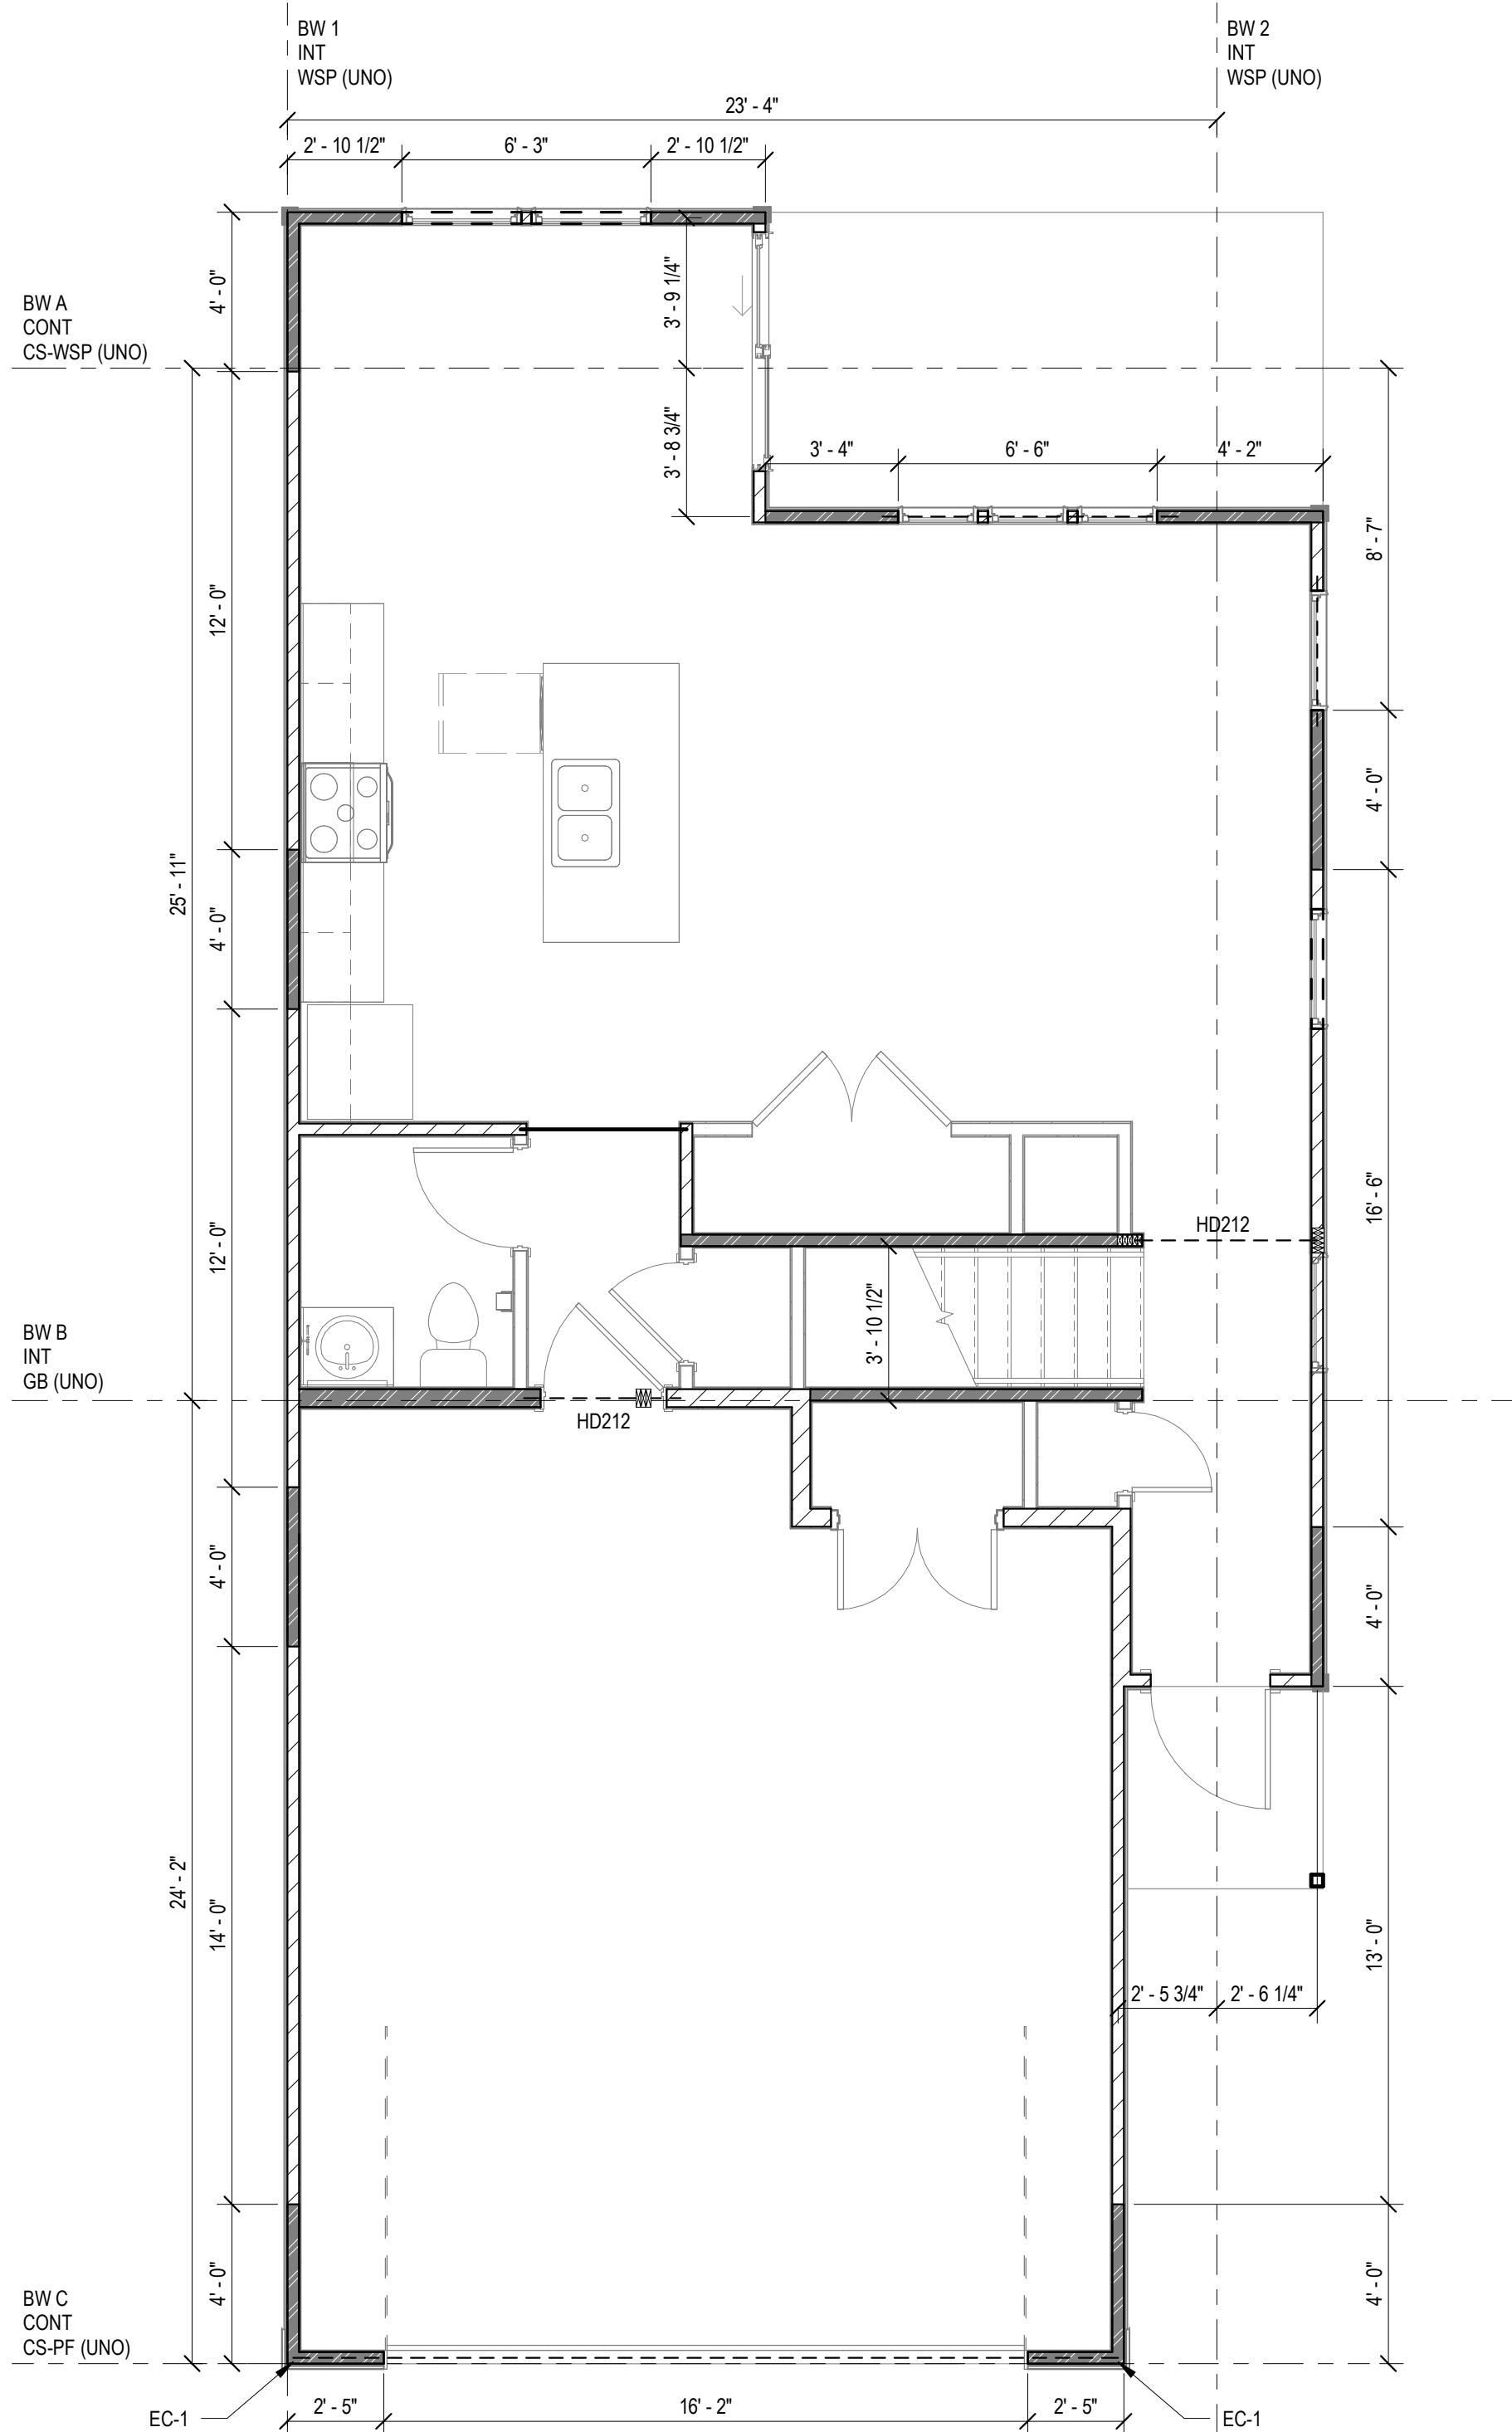 BW 1
INT
WSP (UNO)
BW 2
INT
WSP (UNO)
23' - 4"
2' - 10 1/2"
6' - 3"
2' - 10 1/2"
4' - 0"
3' - 9 1/4"
BW A
CONT
CS-WSP (UNO)
3' - 8 3/4"
3' - 4"
6' - 6"
4' - 2"
8' - 7"
12' - 0"
4' - 0"
25' - 11"
4' - 0"
16' - 6"
HD212
12' - 0"
3' - 10 1/2"
BW B
INT
GB (UNO)
HD212
4' - 0"
4' - 0"
24' - 2"
14' - 0"
13' - 0"
2' - 5 3/4"
2' - 6 1/4"
4' - 0"
4' - 0"
BW C
CONT
CS-PF (UNO)
2' - 5"
16' - 2"
2' - 5"
EC-1
EC-1